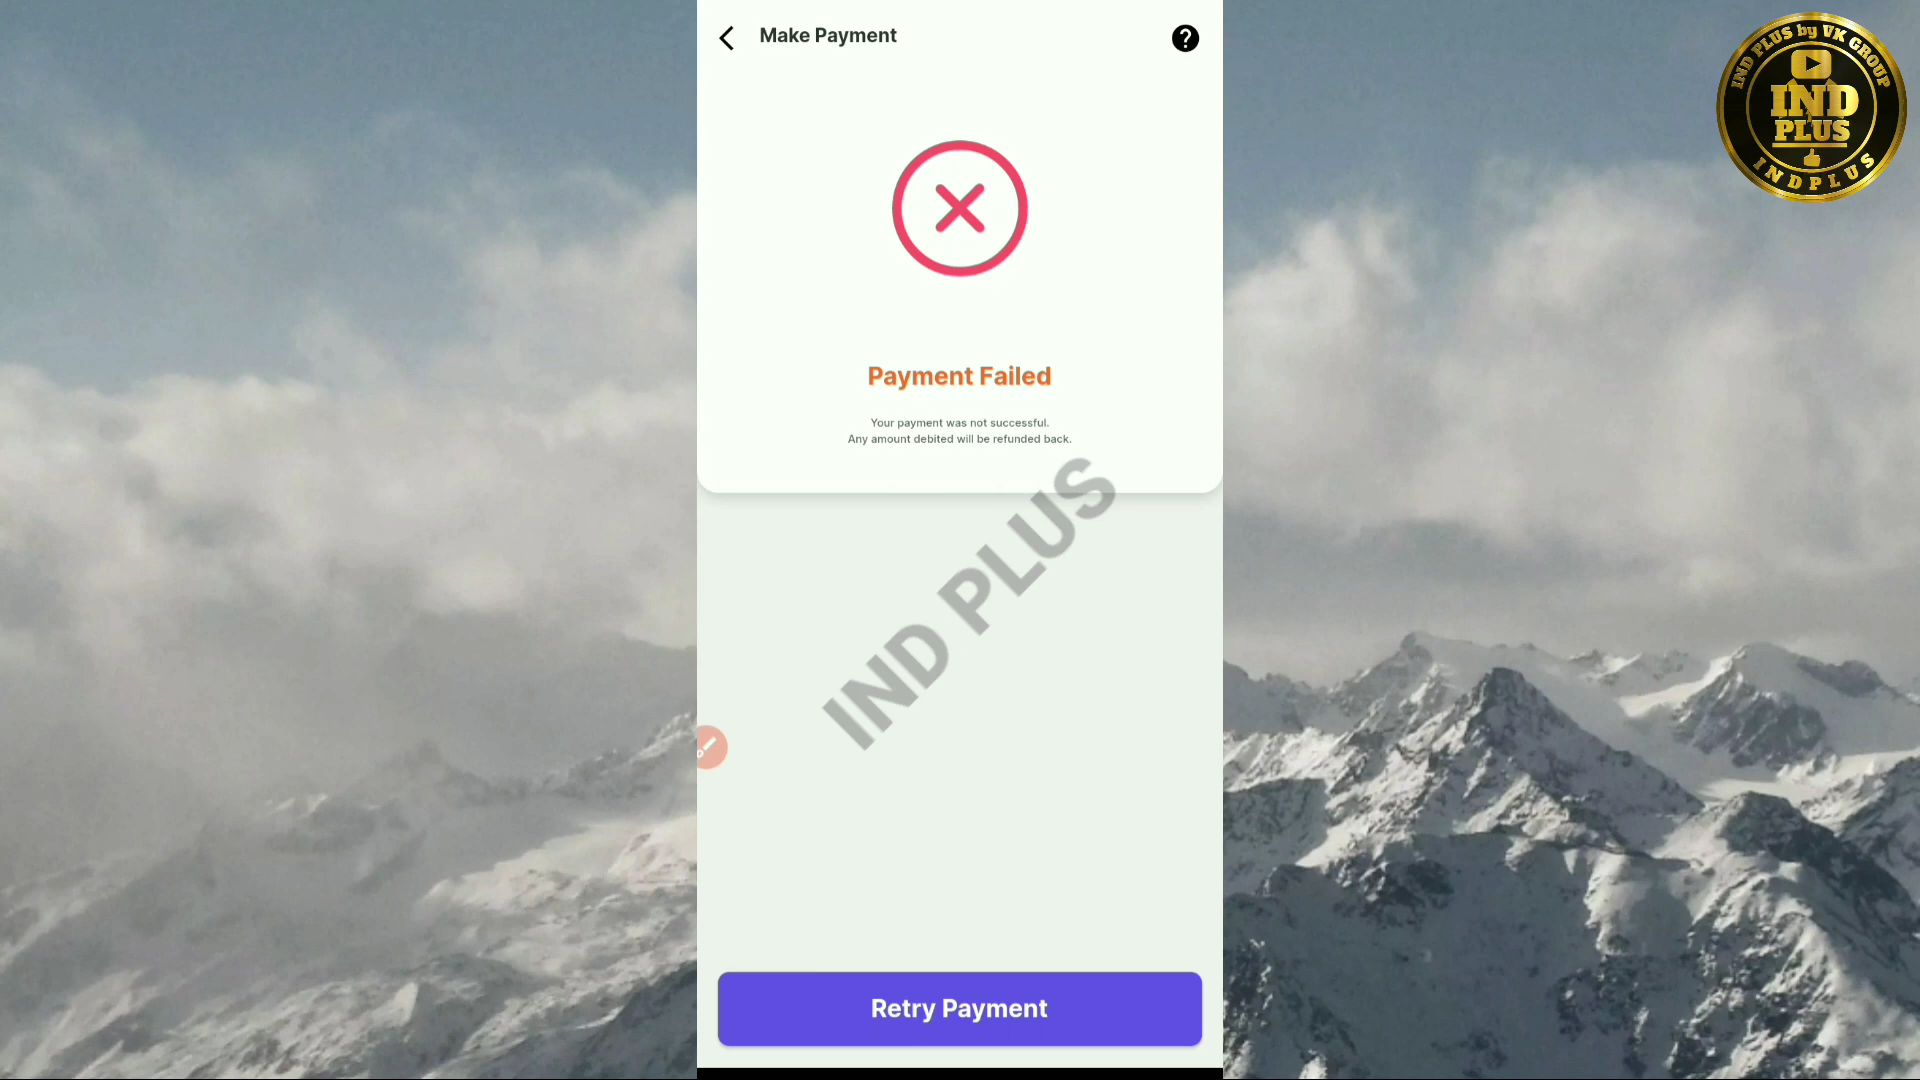 Make Payment
?
IND PLUS by VK GROUP
IND
PLUS
INDPLUS
Payment Failed
Your payment was not successful.
Any amount debited will be refunded back.
IND PLUS
Retry Payment